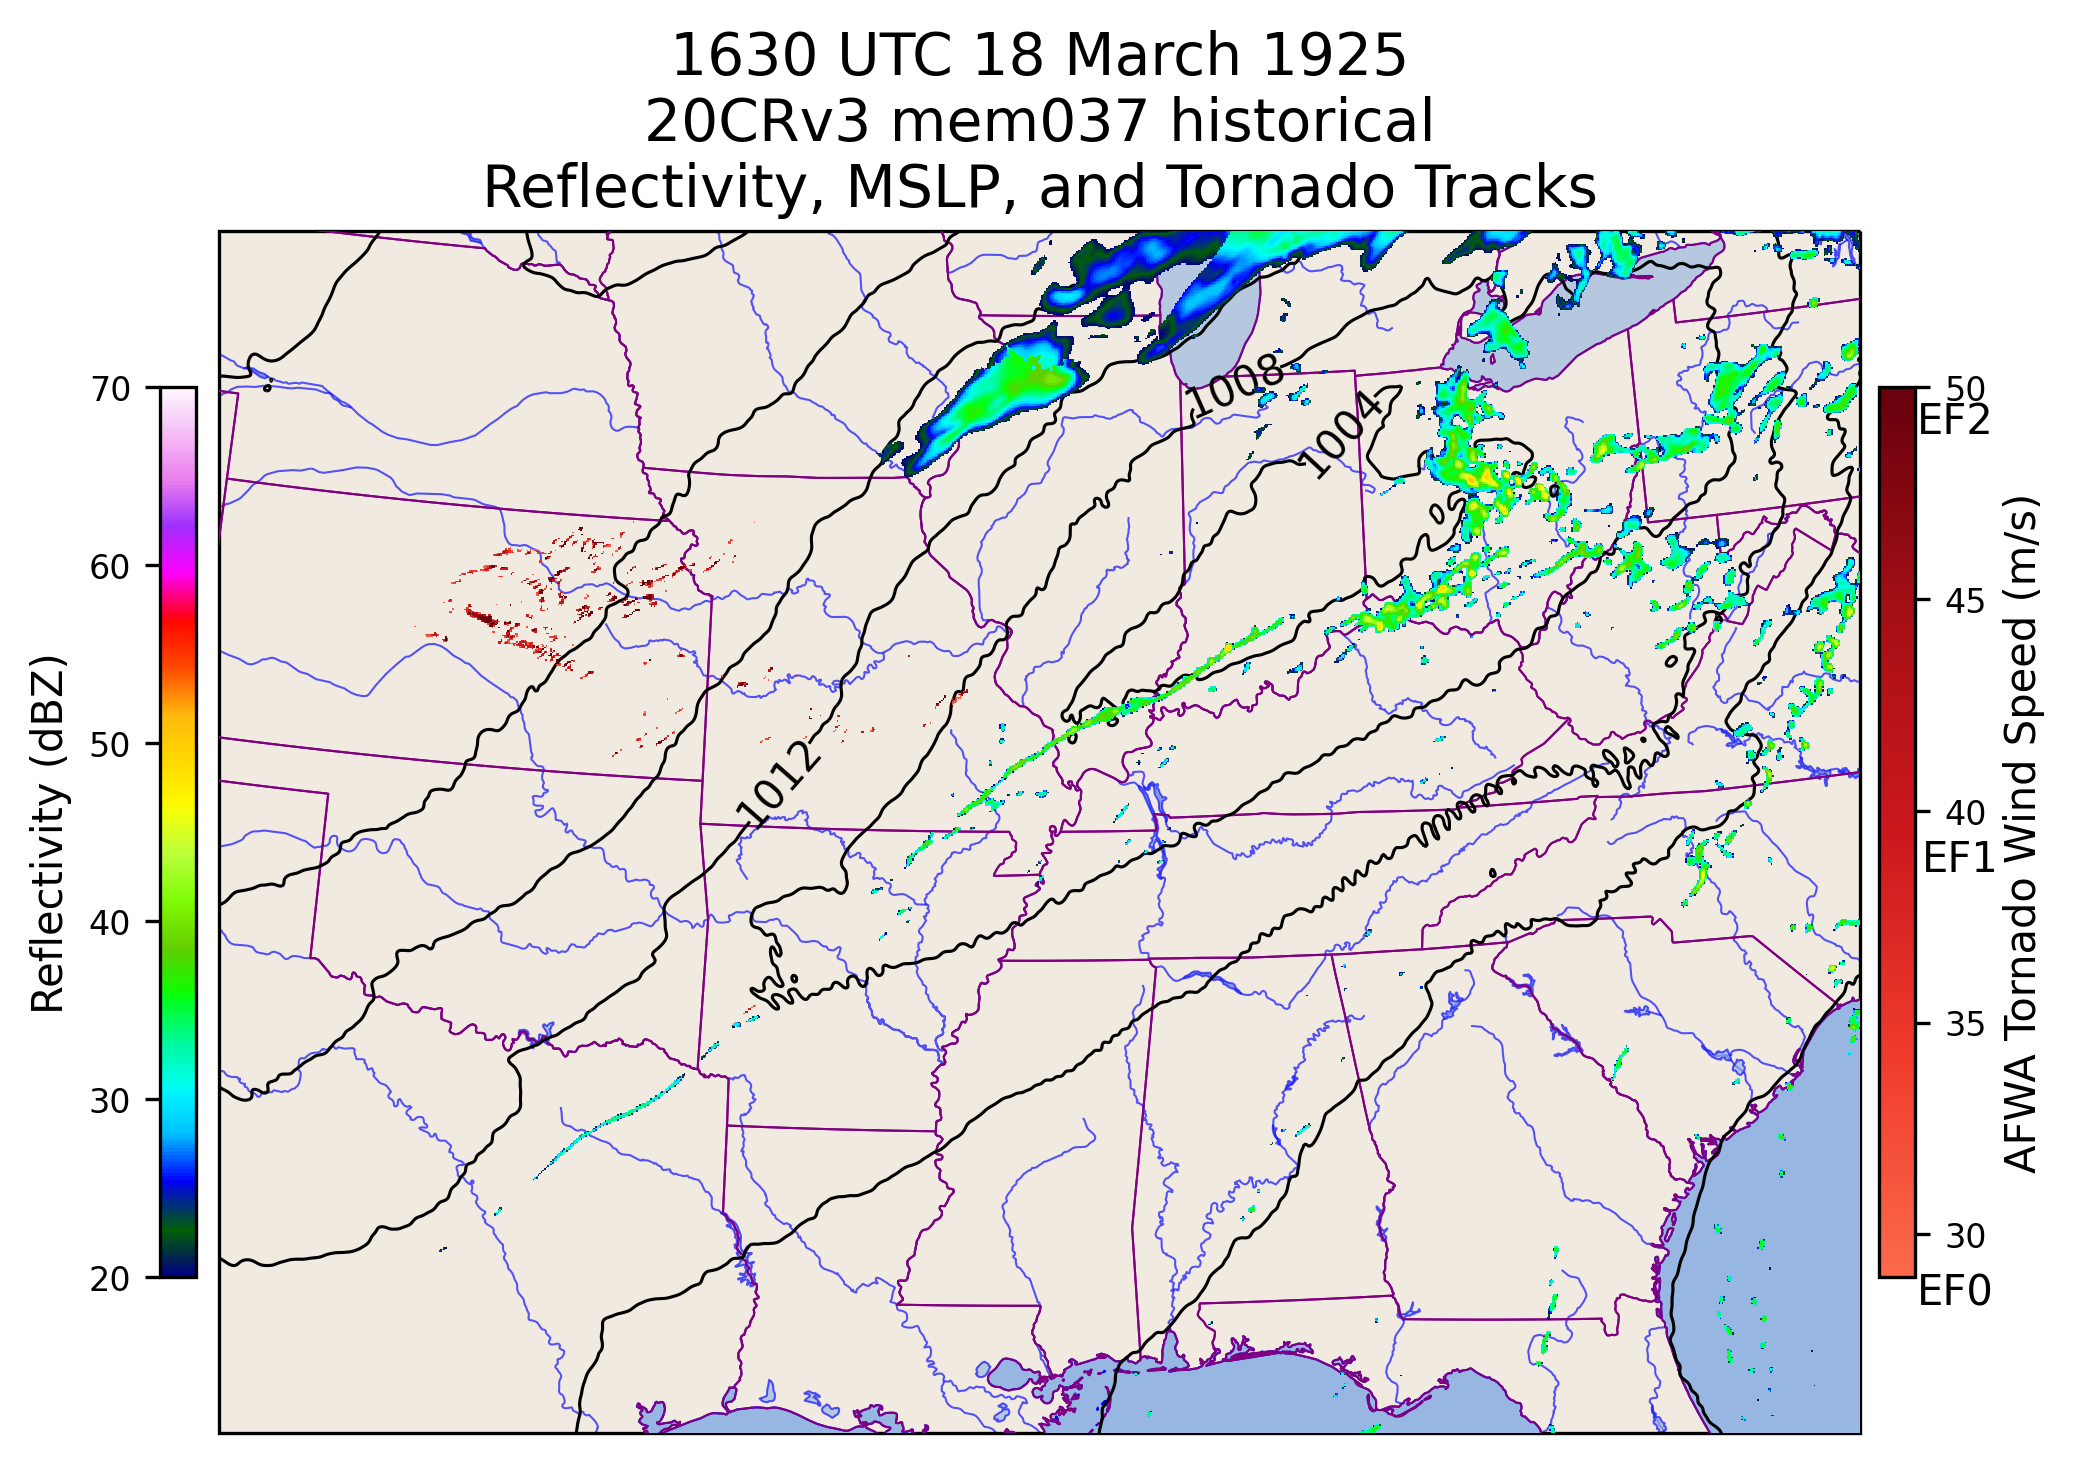 1630 UTC 18 March 1925
20CRv3 mem037 historical
Reflectivity, MSLP, and Tornado Tracks
70
60
50
40
30
20
Reflectivity (dBZ)
1008
1004
1012
50
EF2
45
40
EF1
35
30
EF0
AFWA Tornado Wind Speed (m/s)